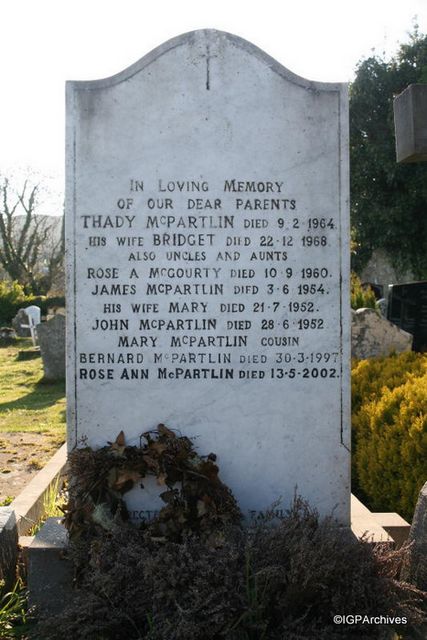 IN LOVING MEMORY
OF OUR DEAR PARENTS
THADY MCPARTLIN DIED 9.2.1964.
HIS WIFE BRIDGET DIED 22.12.1968.
ALSO UNCLES AND AUNTS
ROSE A MCGOURTY DIED 10.9.1960.
JAMES MCPARTLIN DIED 3.6.1954.
HIS WIFE MARY DIED 21.7.1952.
JOHN MCPARTLIN DIED 28.6.1952
MARY MCPARTLIN COUSIN
BERNARD MCPARTLIN DIED 30-3-1997
ROSE ANN MCPARTLIN DIED 13-5-2002.
FAMILY
©IGPArchives